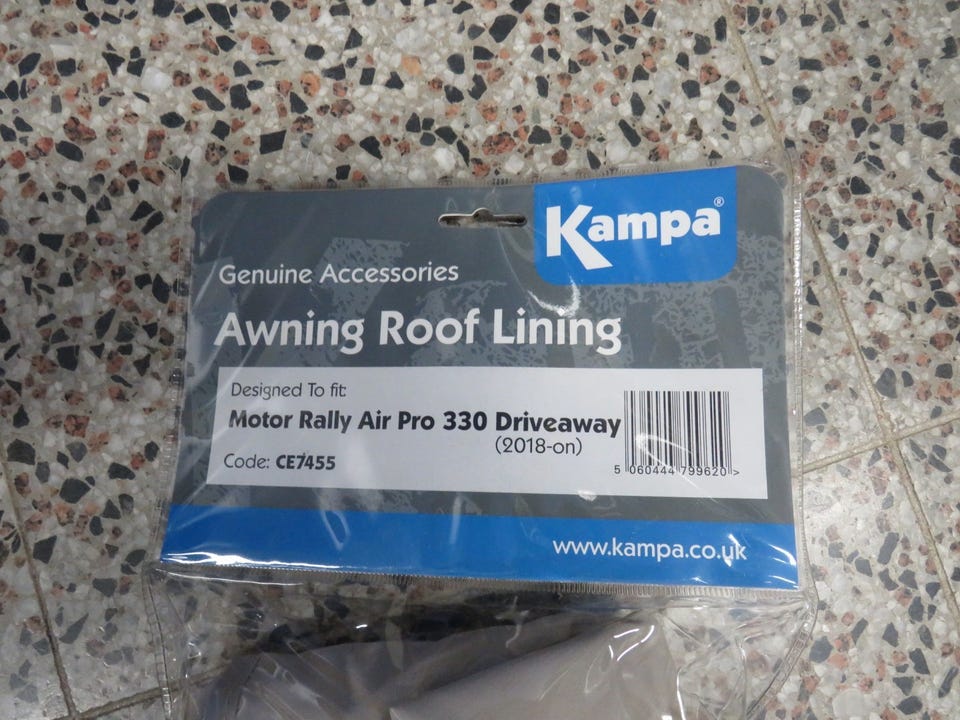 Kampa®
Genuine Accessories
Awning Roof Lining
Designed To fit:
Motor Rally Air Pro 330 Driveaway
(2018-on)
Code: CE7455
5 060444 799620 >
www.kampa.co.uk